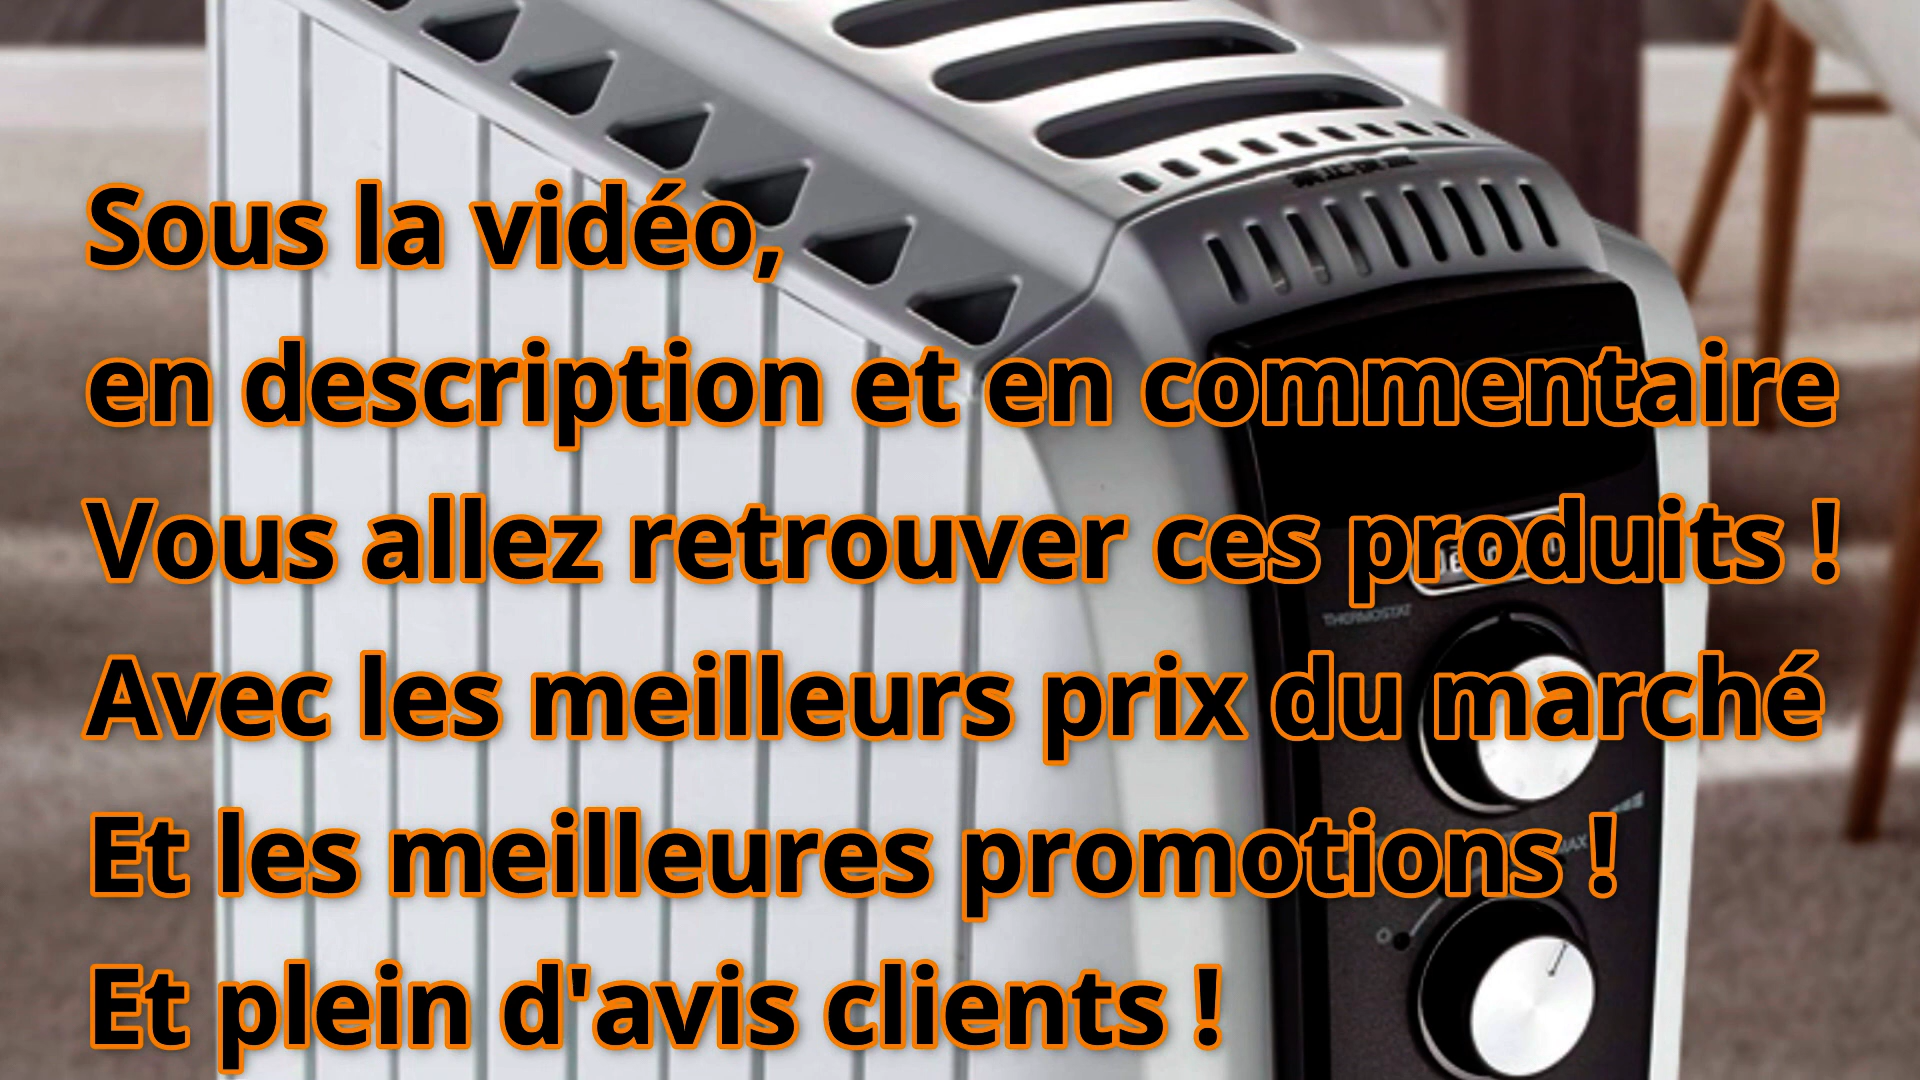 Sous la vidéo,
en description et en commentaire
Vous allez retrouver ces produits !
THERMOSTAT
Avec les meilleurs prix du marché
Et les meilleures promotions !
Et plein d'avis clients !